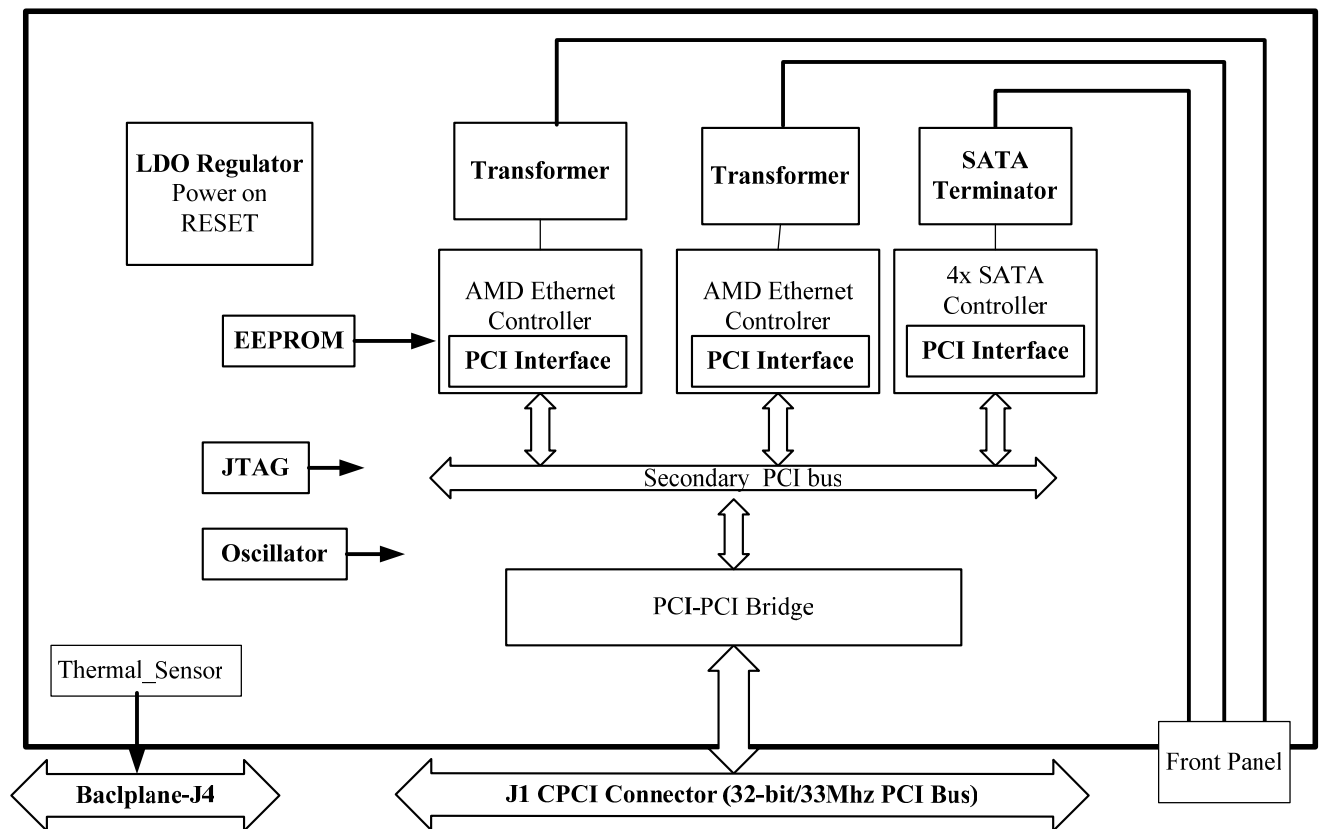 LDO Regulator
Power on
RESET
Transformer
Transformer
SATA
Terminator
AMD Ethernet
Controller
PCI Interface
AMD Ethernet
Controlrer
PCI Interface
4x SATA
Controller
PCI Interface
EEPROM
JTAG
Secondary PCI bus
Oscillator
PCI-PCI Bridge
Thermal_Sensor
Front Panel
Baclplane-J4
J1 CPCI Connector (32-bit/33Mhz PCI Bus)